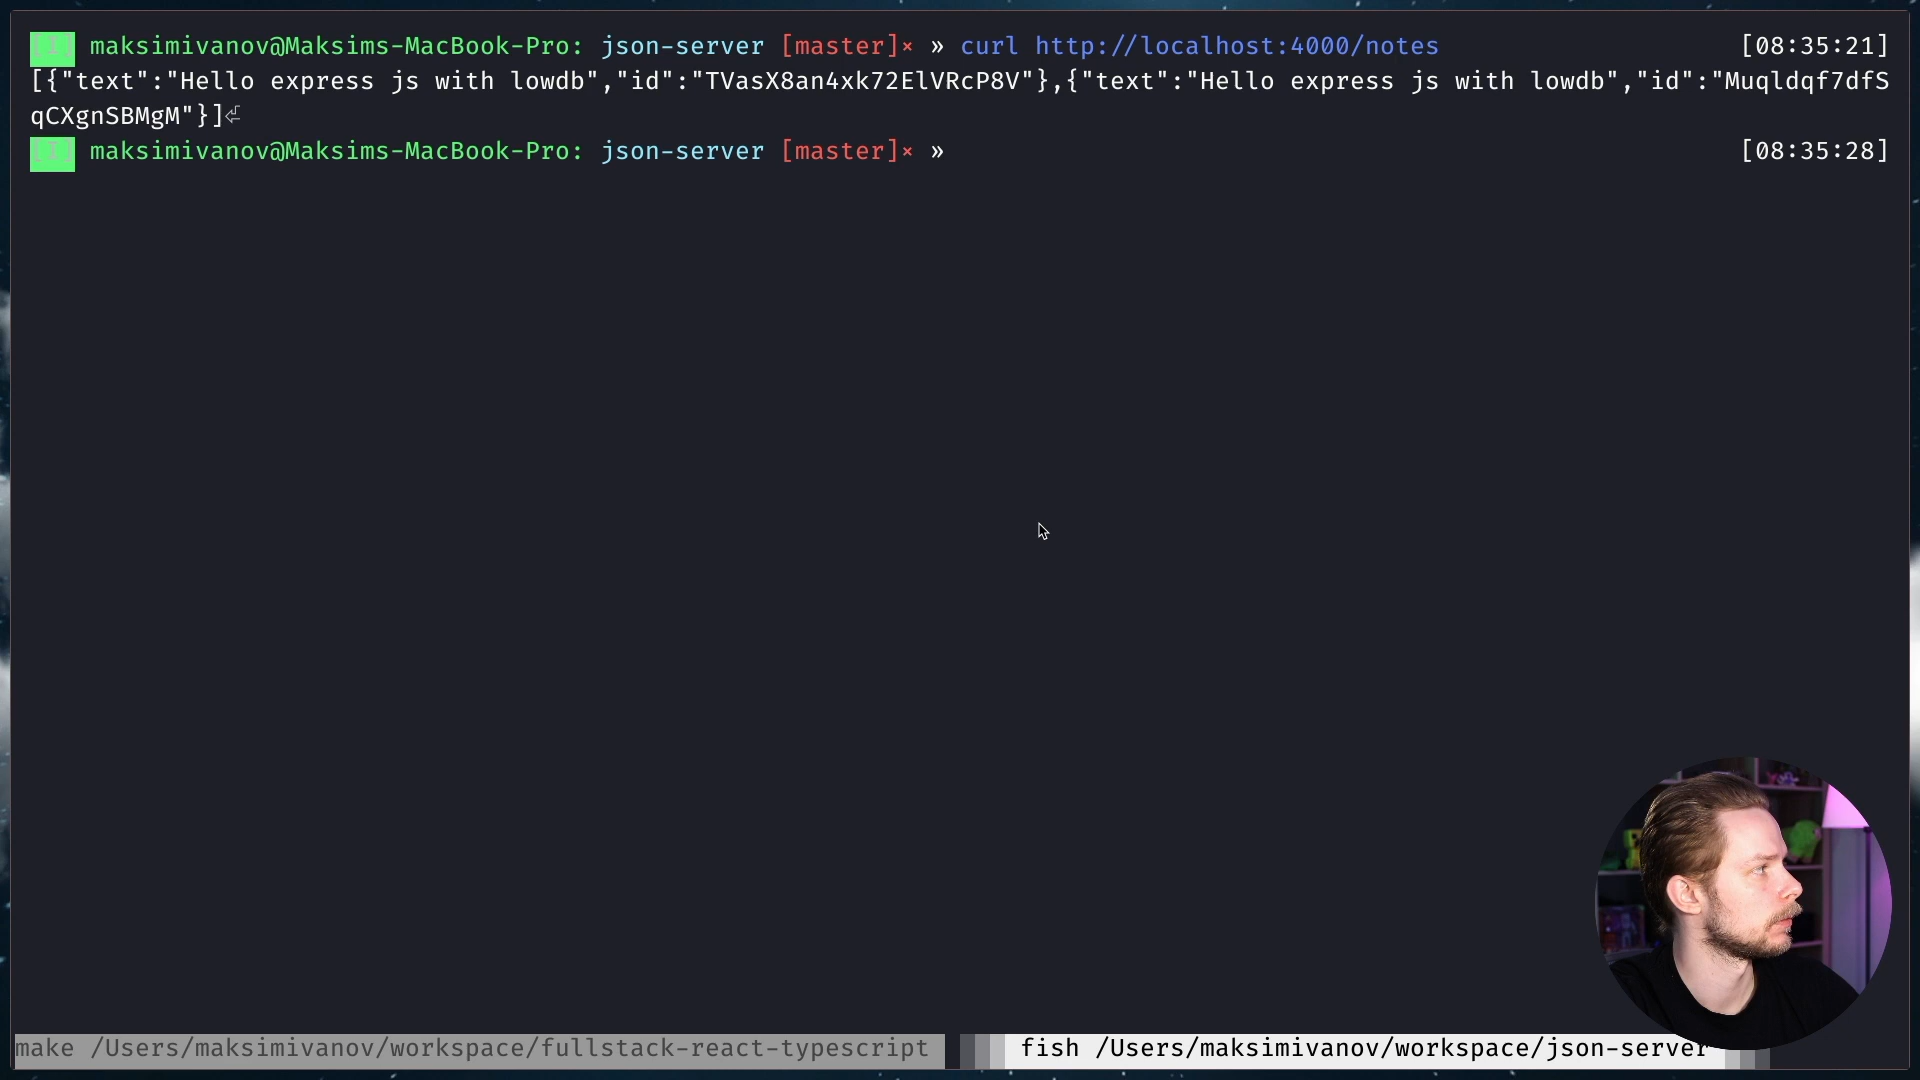 [I] maksimivanov@Maksims-MacBook-Pro: json-server [master]× » curl http://localhost:4000/notes [08:35:21]
[{"text":"Hello express js with lowdb","id":"TVasX8an4xk72ElVRcP8V"},{"text":"Hello express js with lowdb","id":"Muqldqf7dfS
qCXgnSBMgM"}]⏎
[I] maksimivanov@Maksims-MacBook-Pro: json-server [master]× » [08:35:28]
make /Users/maksimivanov/workspace/fullstack-react-typescript fish /Users/maksimivanov/workspace/json-server